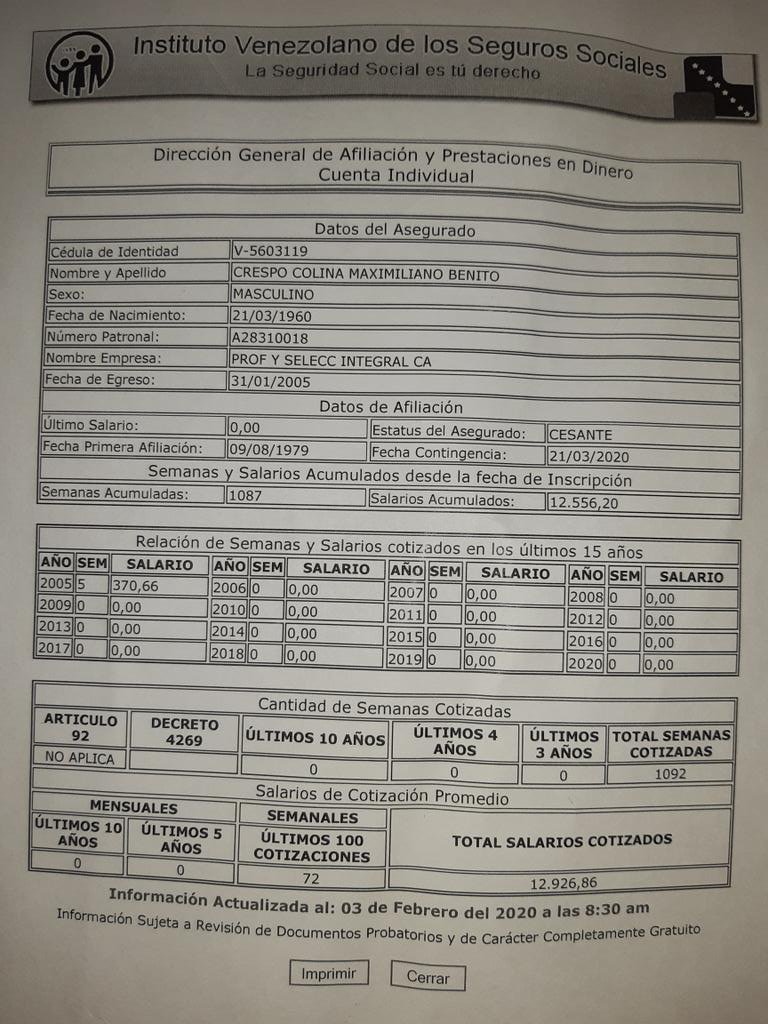 Instituto Venezolano de los Seguros Sociales
La Seguridad Social es tú derecho
Dirección General de Afiliación y Prestaciones en Dinero
Cuenta Individual
Datos del Asegurado
Cédula de Identidad V-5603119
Nombre y Apellido CRESPO COLINA MAXIMILIANO BENITO
Sexo: MASCULINO
Fecha de Nacimiento: 21/03/1960
Número Patronal: A28310018
Nombre Empresa: PROF Y SELECC INTEGRAL CA
Fecha de Egreso: 31/01/2005
Datos de Afiliación
Último Salario: 0,00 Estatus del Asegurado: CESANTE
Fecha Primera Afiliación: 09/08/1979 Fecha Contingencia: 21/03/2020
Semanas y Salarios Acumulados desde la fecha de Inscripción
Semanas Acumuladas: 1087 Salarios Acumulados: 12.556,20
Relación de Semanas y Salarios cotizados en los últimos 15 años
AÑO SEM SALARIO AÑO SEM SALARIO AÑO SEM SALARIO AÑO SEM SALARIO
2005 5 370,66 2006 0 0,00 2007 0 0,00 2008 0 0,00
2009 0 0,00 2010 0 0,00 2011 0 0,00 2012 0 0,00
2013 0 0,00 2014 0 0,00 2015 0 0,00 2016 0 0,00
2017 0 0,00 2018 0 0,00 2019 0 0,00 2020 0 0,00
Cantidad de Semanas Cotizadas
ARTICULO 92 DECRETO 4269 ÚLTIMOS 10 AÑOS ÚLTIMOS 4 AÑOS ÚLTIMOS 3 AÑOS TOTAL SEMANAS COTIZADAS
NO APLICA 0 0 0 1092
Salarios de Cotización Promedio
MENSUALES SEMANALES TOTAL SALARIOS COTIZADOS
ÚLTIMOS 10 AÑOS ÚLTIMOS 5 AÑOS ÚLTIMOS 100 COTIZACIONES
0 0 72 12.926,86
Información Actualizada al: 03 de Febrero del 2020 a las 8:30 am
Información Sujeta a Revisión de Documentos Probatorios y de Carácter Completamente Gratuito
Imprimir Cerrar